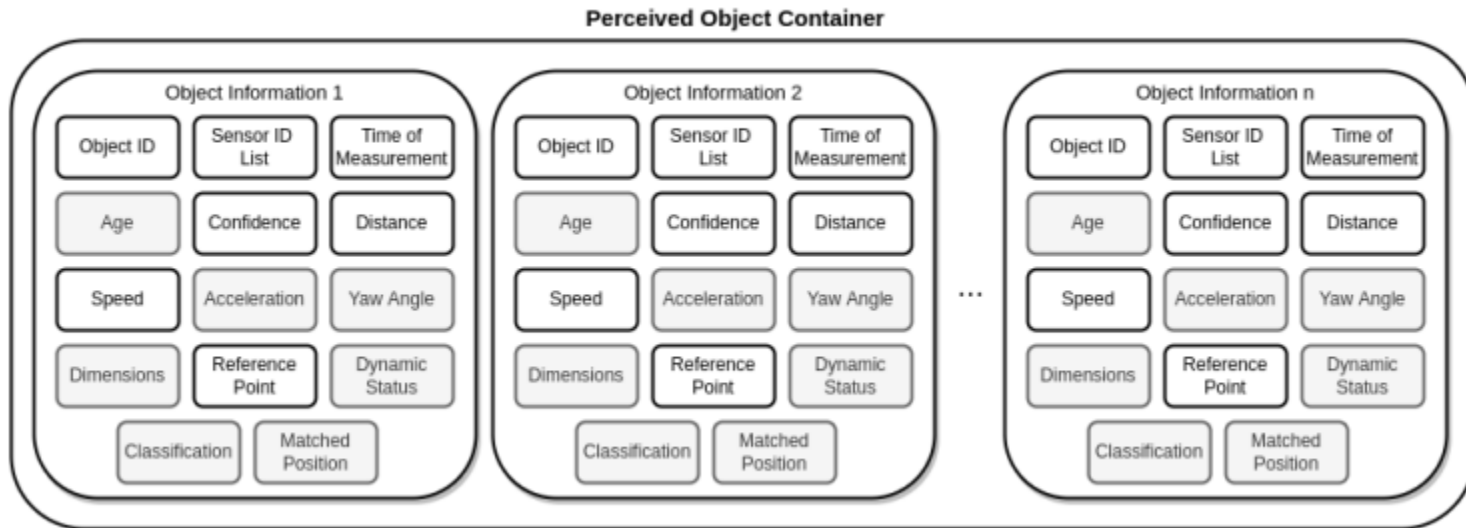 Perceived Object Container
Object Information 1
Object ID
Sensor ID
List
Time of
Measurement
Age
Confidence
Distance
Speed
Acceleration
Yaw Angle
Dimensions
Reference
Point
Dynamic
Status
Classification
Matched
Position
Object Information 2
Object ID
Sensor ID
List
Time of
Measurement
Age
Confidence
Distance
Speed
Acceleration
Yaw Angle
Dimensions
Reference
Point
Dynamic
Status
Classification
Matched
Position
...
Object Information n
Object ID
Sensor ID
List
Time of
Measurement
Age
Confidence
Distance
Speed
Acceleration
Yaw Angle
Dimensions
Reference
Point
Dynamic
Status
Classification
Matched
Position